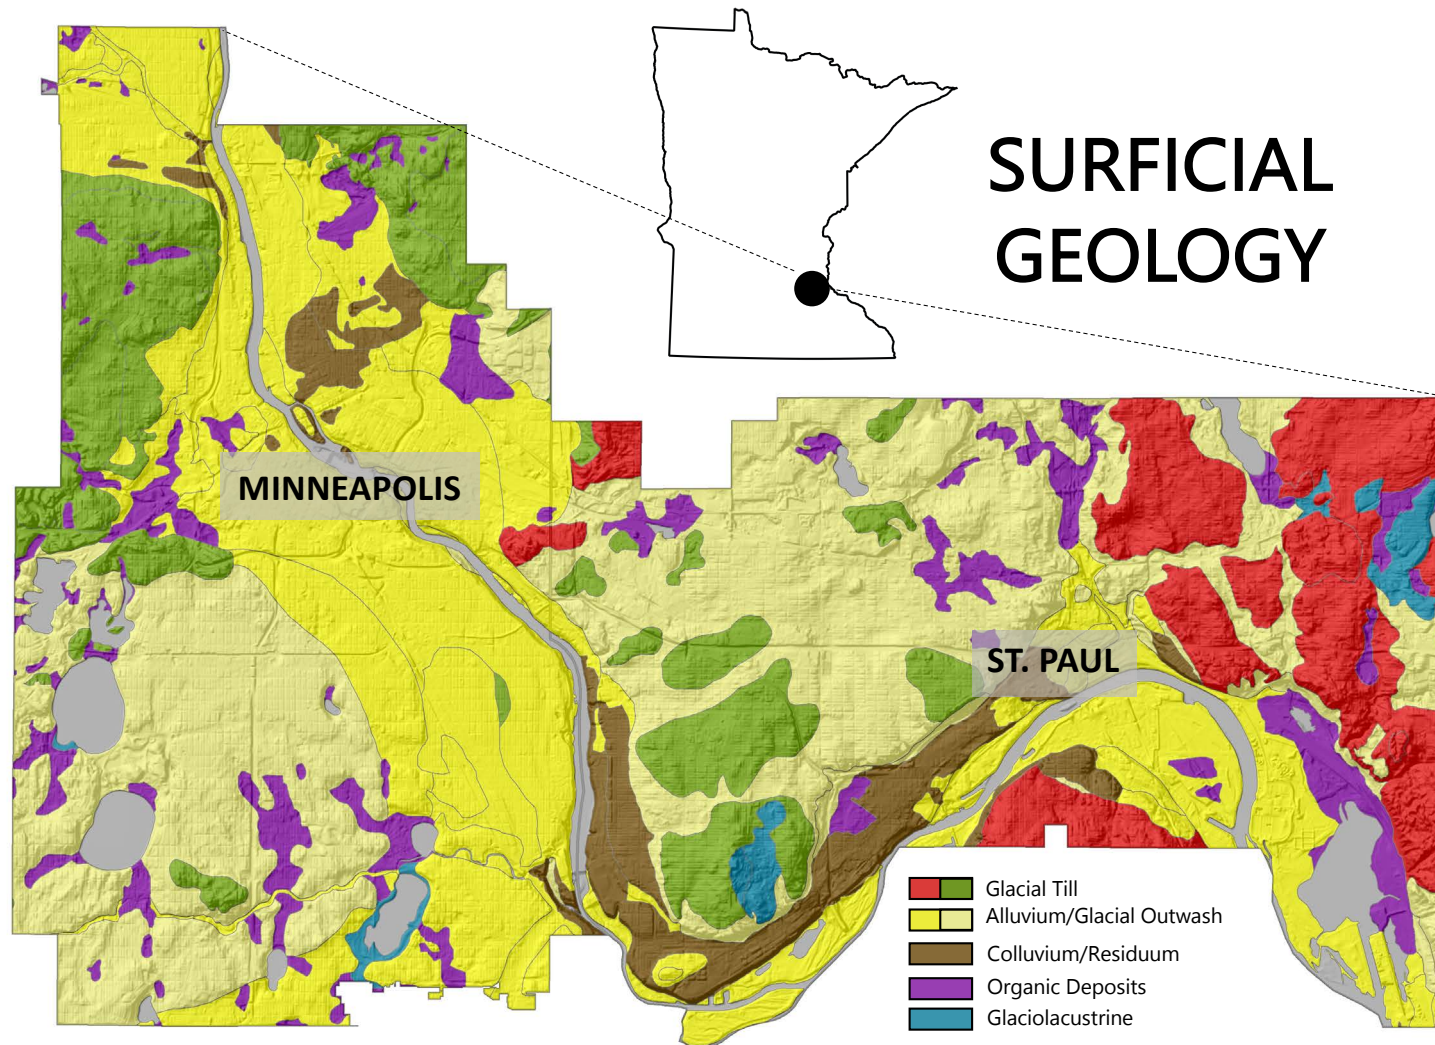 SURFICIAL
GEOLOGY
MINNEAPOLIS
ST. PAUL
Glacial Till
Alluvium/Glacial Outwash
Colluvium/Residuum
Organic Deposits
Glaciolacustrine